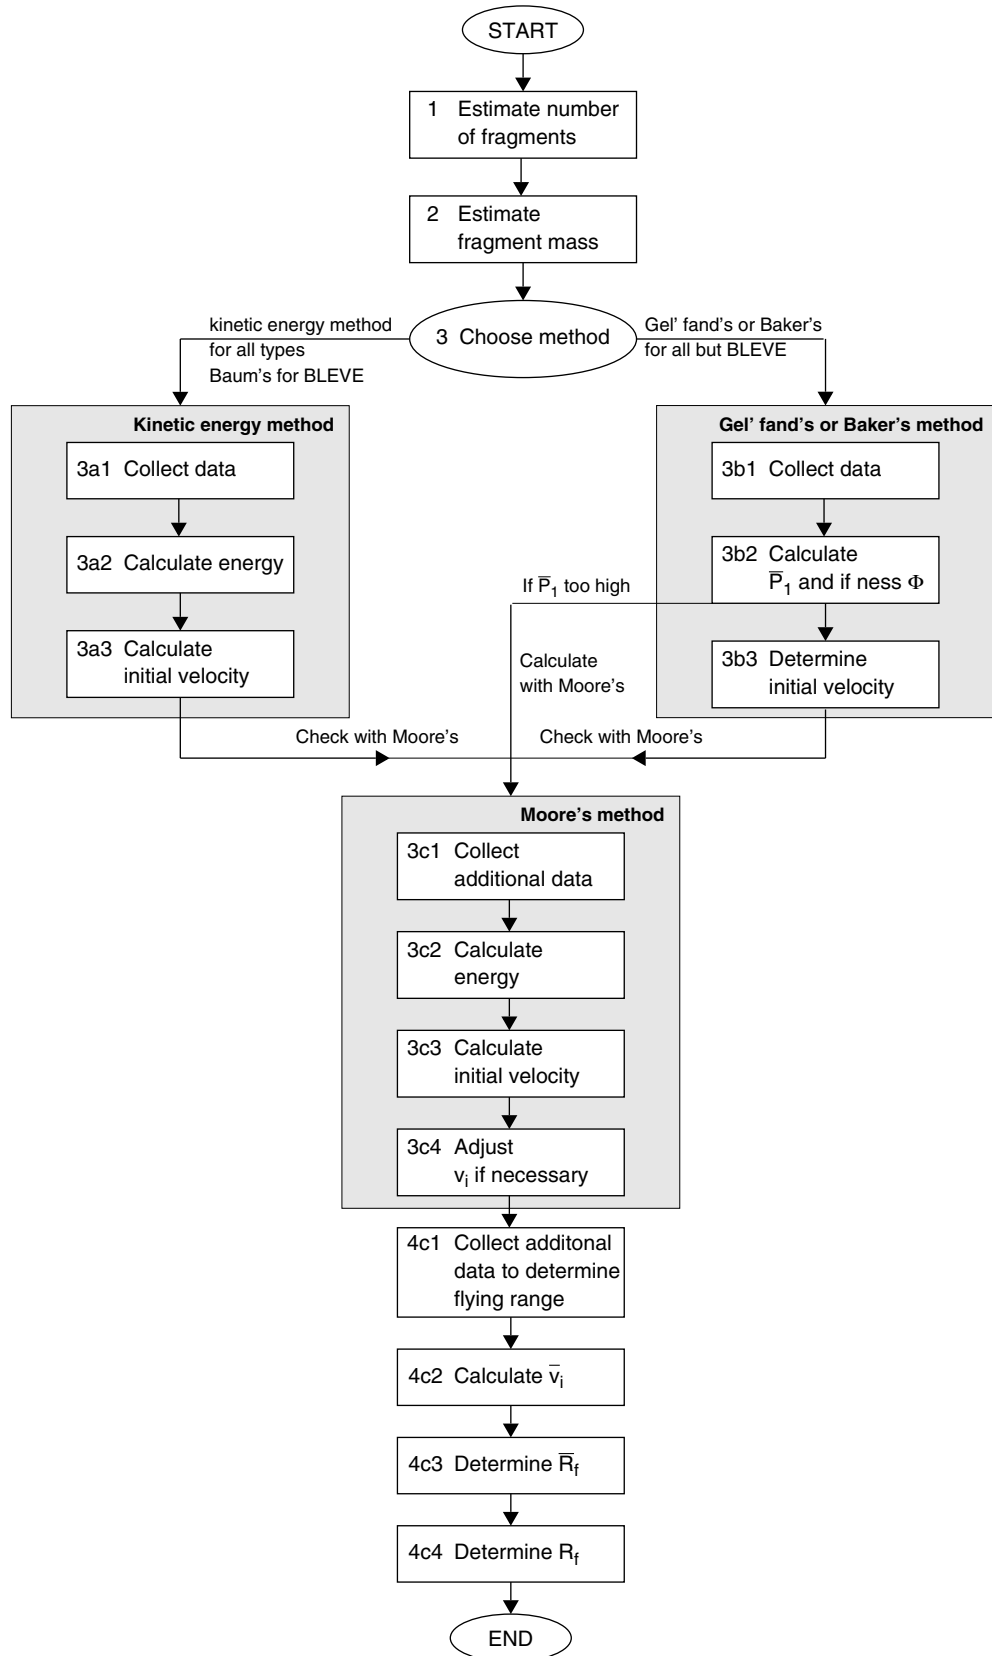 START
1 Estimate number
of fragments
2 Estimate
fragment mass
3 Choose method
kinetic energy method
for all types
Baum's for BLEVE
Gel' fand's or Baker's
for all but BLEVE
Kinetic energy method
3a1 Collect data
3a2 Calculate energy
3a3 Calculate
initial velocity
Gel' fand's or Baker's method
3b1 Collect data
3b2 Calculate
P̅₁ and if ness Φ
3b3 Determine
initial velocity
If P̅₁ too high
Calculate
with Moore's
Check with Moore's
Check with Moore's
Moore's method
3c1 Collect
additional data
3c2 Calculate
energy
3c3 Calculate
initial velocity
3c4 Adjust
vᵢ if necessary
4c1 Collect additonal
data to determine
flying range
4c2 Calculate v̅ᵢ
4c3 Determine R̅_f
4c4 Determine R_f
END